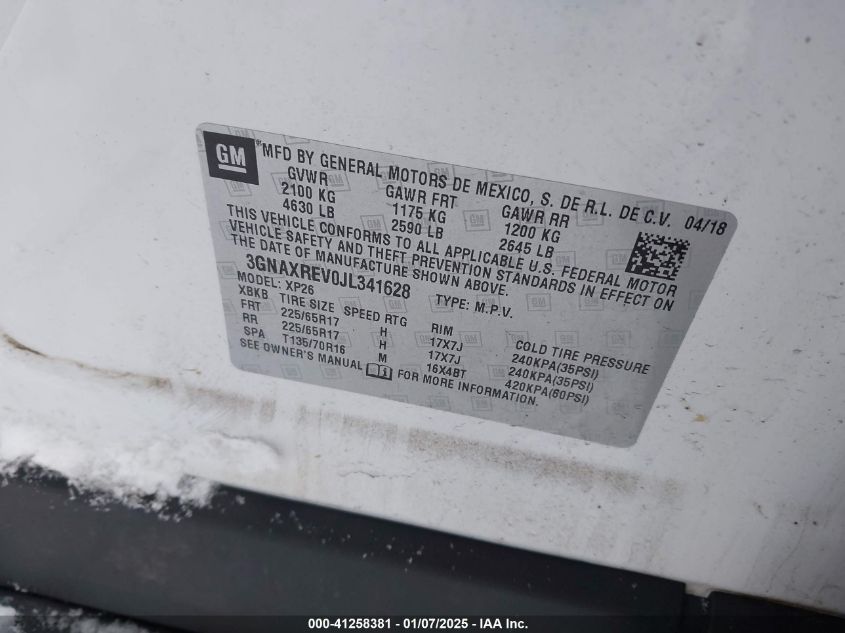 GM
®MFD BY GENERAL MOTORS DE MEXICO, S. DE R.L. DE C.V. 04/18
GVWR GAWR FRT GAWR RR
2100 KG 1175 KG 1200 KG
4630 LB 2590 LB 2645 LB
THIS VEHICLE CONFORMS TO ALL APPLICABLE U.S. FEDERAL MOTOR
VEHICLE SAFETY AND THEFT PREVENTION STANDARDS IN EFFECT ON
THE DATE OF MANUFACTURE SHOWN ABOVE.
3GNAXREV0JL341628 TYPE: M.P.V.
MODEL: XP26
XBKB TIRE SIZE SPEED RTG RIM COLD TIRE PRESSURE
FRT 225/65R17 H 17X7J 240KPA(35PSI)
RR 225/65R17 H 17X7J 240KPA(35PSI)
SPA T135/70R16 M 16X4BT 420KPA(60PSI)
SEE OWNER'S MANUAL FOR MORE INFORMATION.
000-41258381 - 01/07/2025 - IAA Inc.